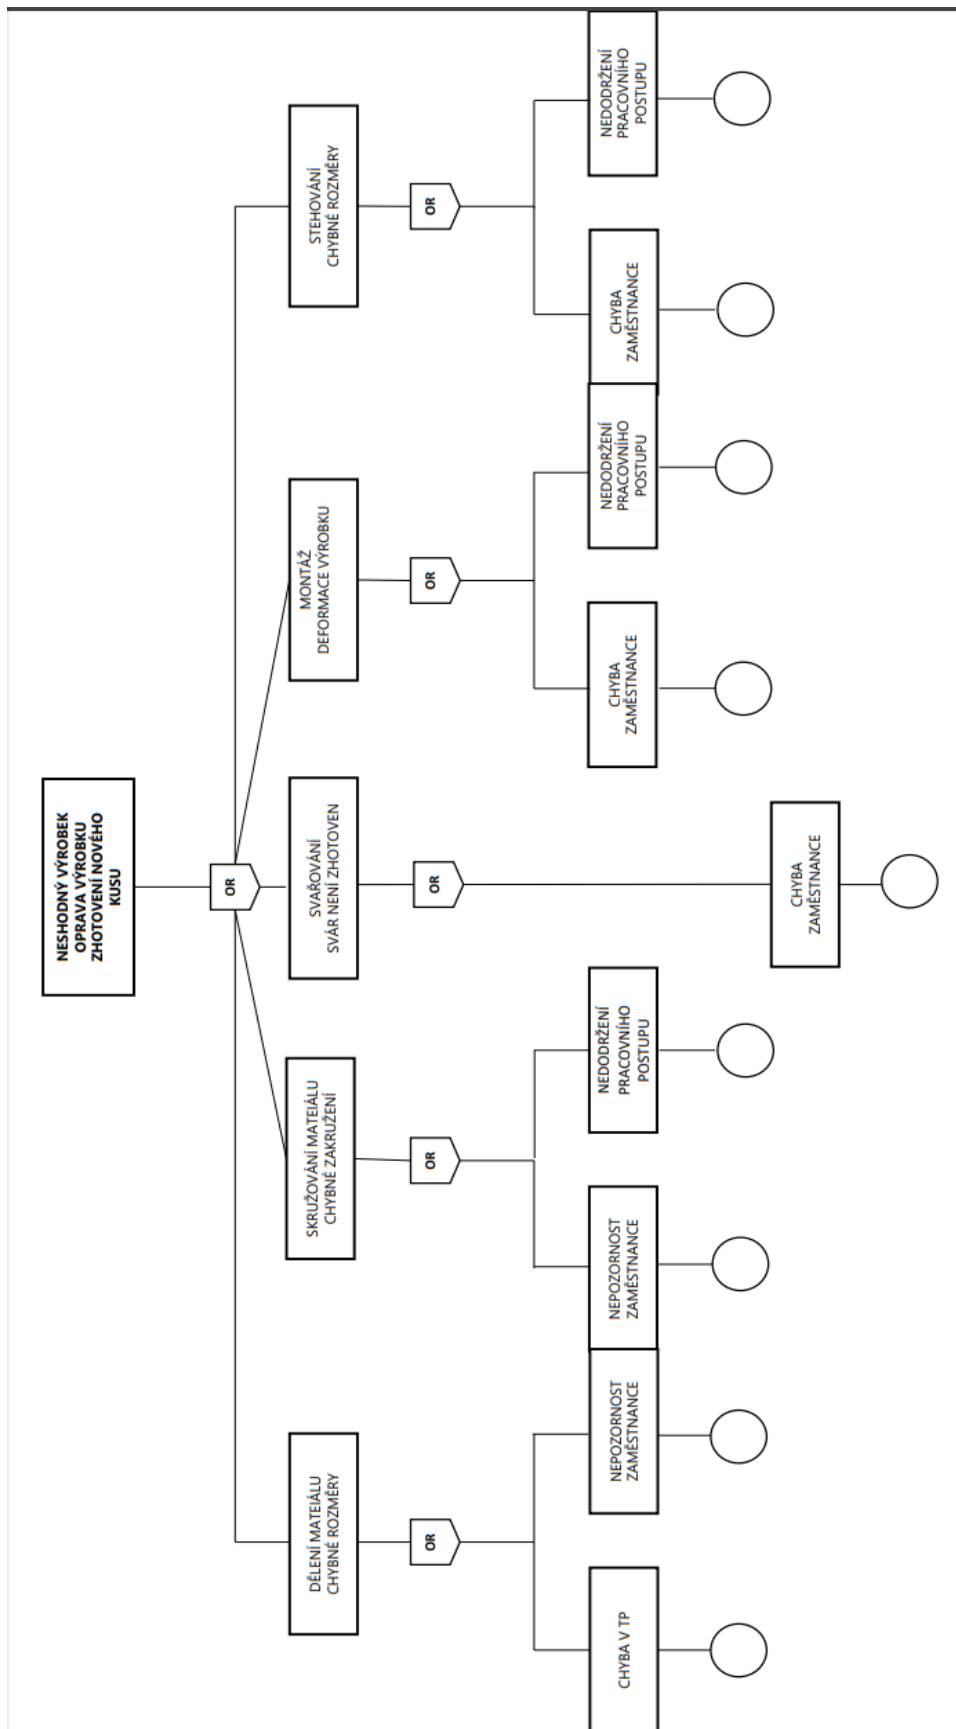 NESHODNÝ VÝROBEK
OPRAVA VÝROBKU
ZHOTOVENÍ NOVÉHO
KUSU
OR
DĚLENÍ MATEIÁLU
CHYBNÉ ROZMĚRY
SKRUŽOVÁNÍ MATEIÁLU
CHYBNÉ ZAKRUŽENÍ
SVAŘOVÁNÍ
SVÁR NENÍ ZHOTOVEN
MONTÁŽ
DEFORMACE VÝROBKU
STEHOVÁNÍ
CHYBNÉ ROZMĚRY
OR
OR
OR
OR
OR
CHYBA V TP
NEPOZORNOST
ZAMĚSTNANCE
NEPOZORNOST
ZAMĚSTNANCE
NEDODRŽENÍ
PRACOVNÍHO
POSTUPU
CHYBA
ZAMĚSTNANCE
NEDODRŽENÍ
PRACOVNÍHO
POSTUPU
CHYBA
ZAMĚSTNANCE
NEDODRŽENÍ
PRACOVNÍHO
POSTUPU
CHYBA
ZAMĚSTNANCE